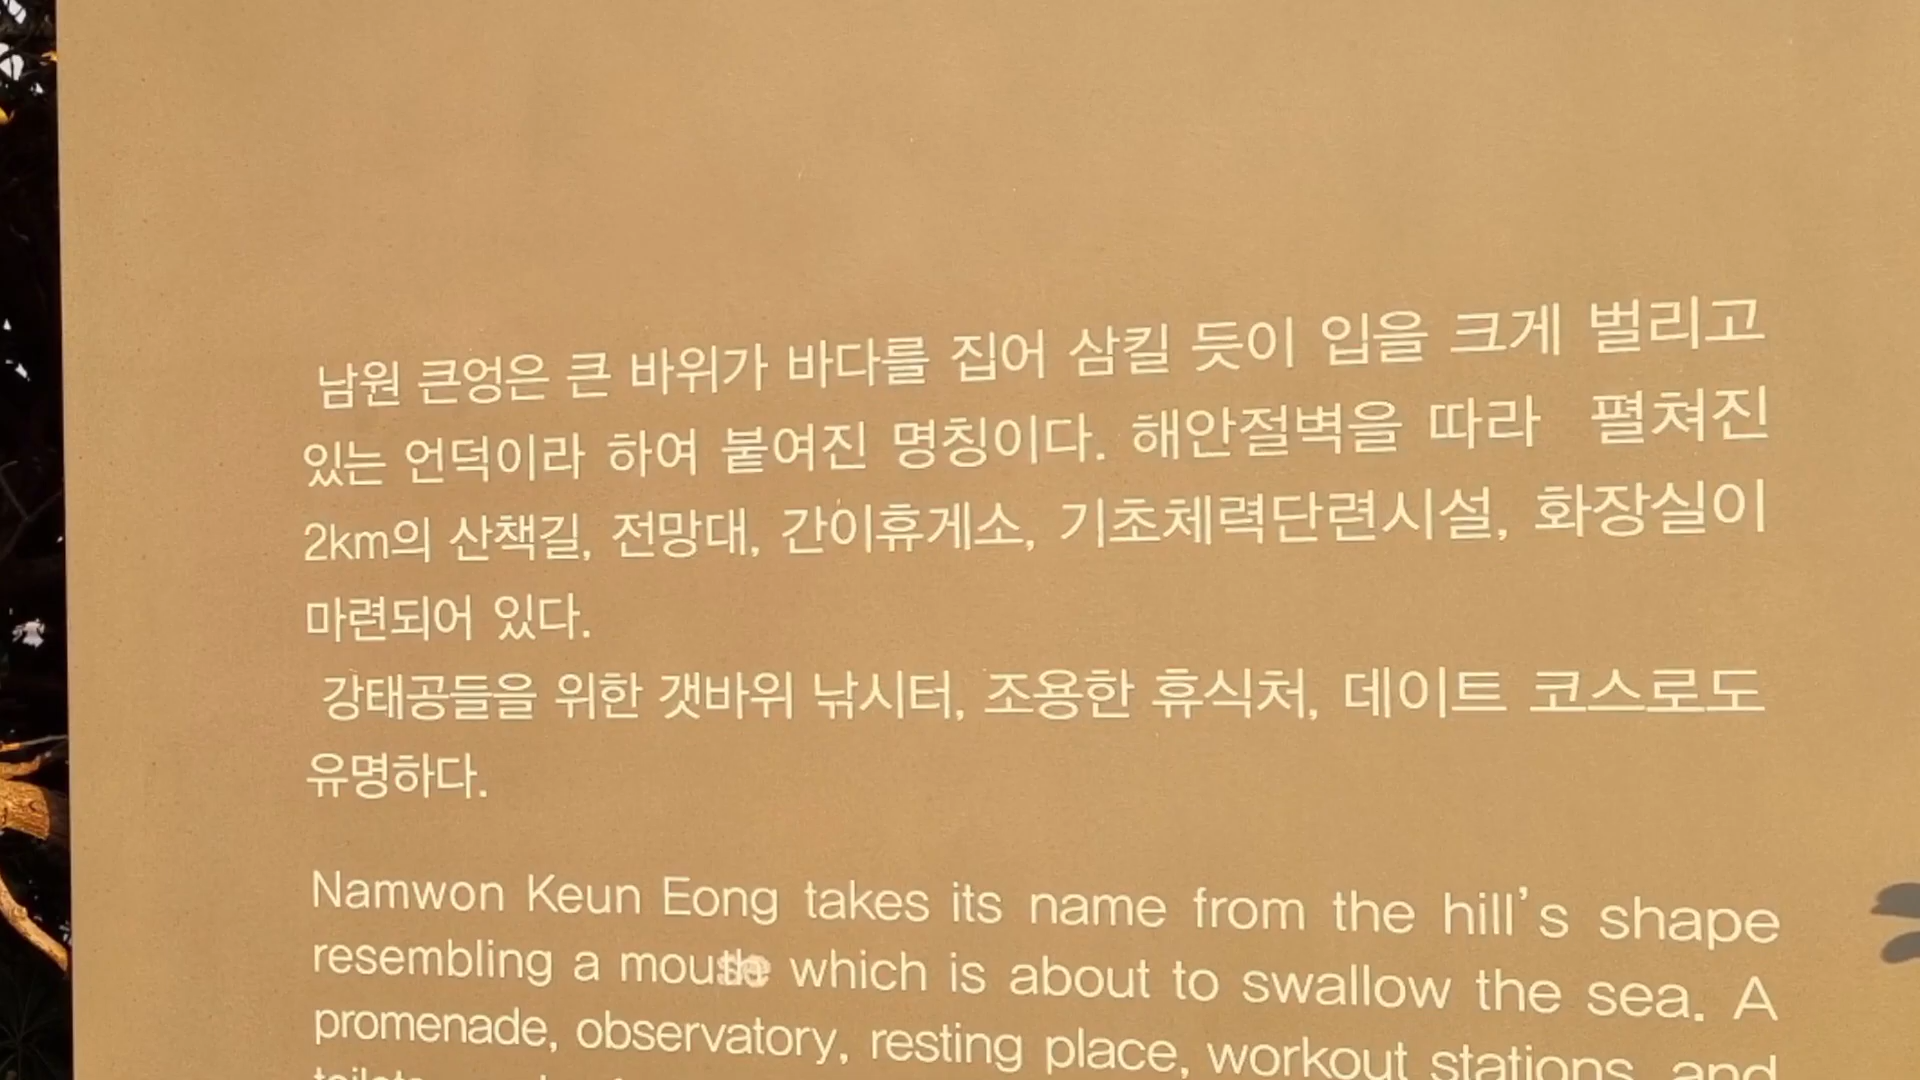 남원 큰엉은 큰 바위가 바다를 집어 삼킬 듯이 입을 크게 벌리고
있는 언덕이라 하여 붙여진 명칭이다. 해안절벽을 따라 펼쳐진
2km의 산책길, 전망대, 간이휴게소, 기초체력단련시설, 화장실이
마련되어 있다.
강태공들을 위한 갯바위 낚시터, 조용한 휴식처, 데이트 코스로도
유명하다.
Namwon Keun Eong takes its name from the hill's shape
resembling a which is about to swallow the sea. A
promenade, observatory, resting place, workout stations, and